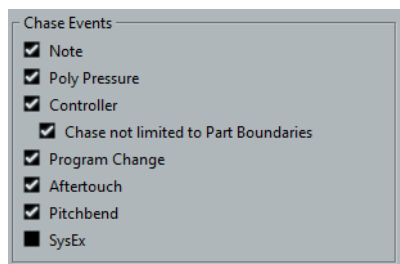 Chase Events
Note
Poly Pressure
Controller
Chase not limited to Part Boundaries
Program Change
Aftertouch
Pitchbend
SysEx